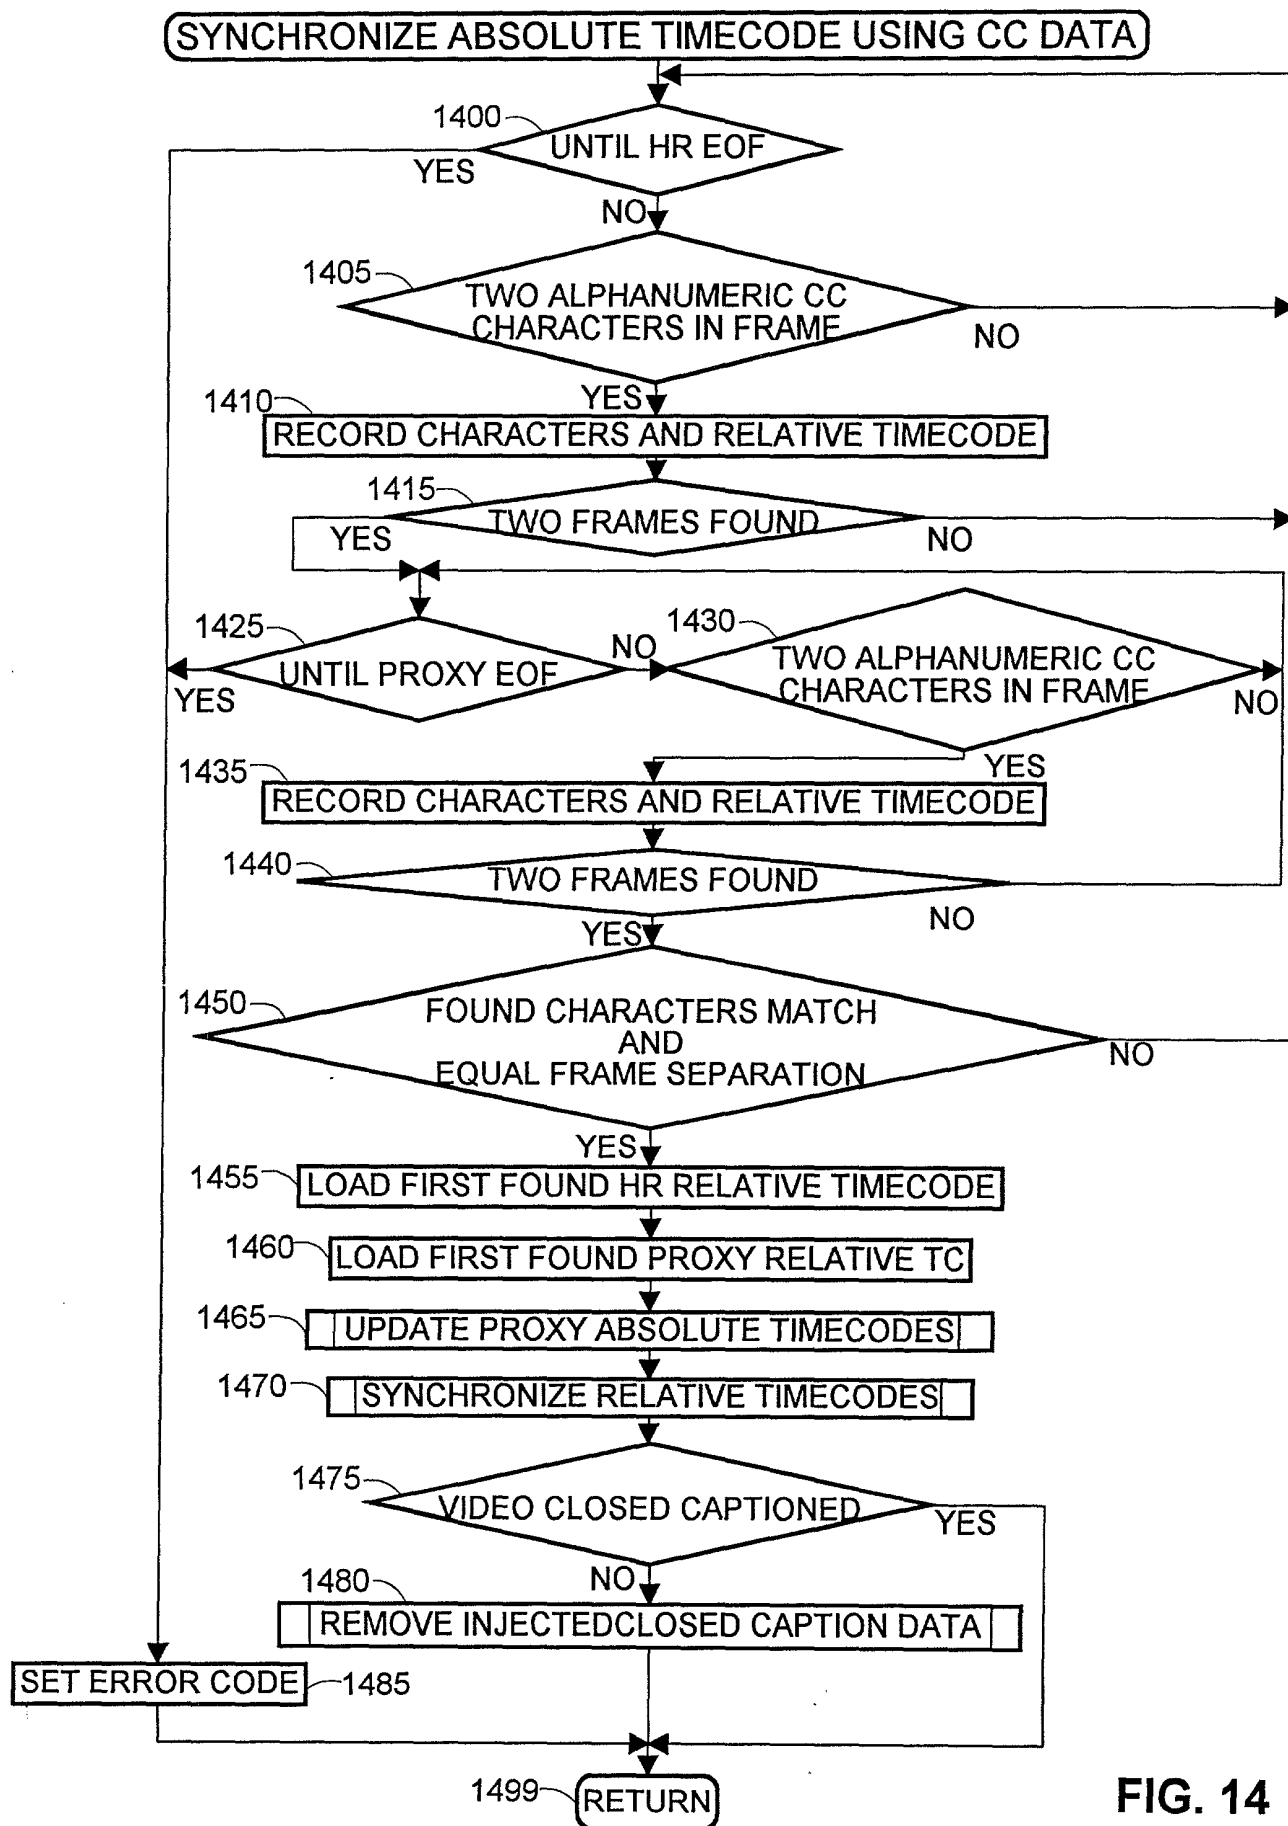 SYNCHRONIZE ABSOLUTE TIMECODE USING CC DATA
1400
UNTIL HR EOF
YES
NO
1405
TWO ALPHANUMERIC CC
CHARACTERS IN FRAME
NO
YES
1410
RECORD CHARACTERS AND RELATIVE TIMECODE
1415
TWO FRAMES FOUND
YES
NO
1425
UNTIL PROXY EOF
YES
NO
1430
TWO ALPHANUMERIC CC
CHARACTERS IN FRAME
NO
YES
1435
RECORD CHARACTERS AND RELATIVE TIMECODE
1440
TWO FRAMES FOUND
NO
YES
1450
FOUND CHARACTERS MATCH
AND
EQUAL FRAME SEPARATION
NO
YES
1455
LOAD FIRST FOUND HR RELATIVE TIMECODE
1460
LOAD FIRST FOUND PROXY RELATIVE TC
1465
UPDATE PROXY ABSOLUTE TIMECODES
1470
SYNCHRONIZE RELATIVE TIMECODES
1475
VIDEO CLOSED CAPTIONED
YES
NO
1480
REMOVE INJECTEDCLOSED CAPTION DATA
SET ERROR CODE
1485
1499
RETURN
FIG. 14